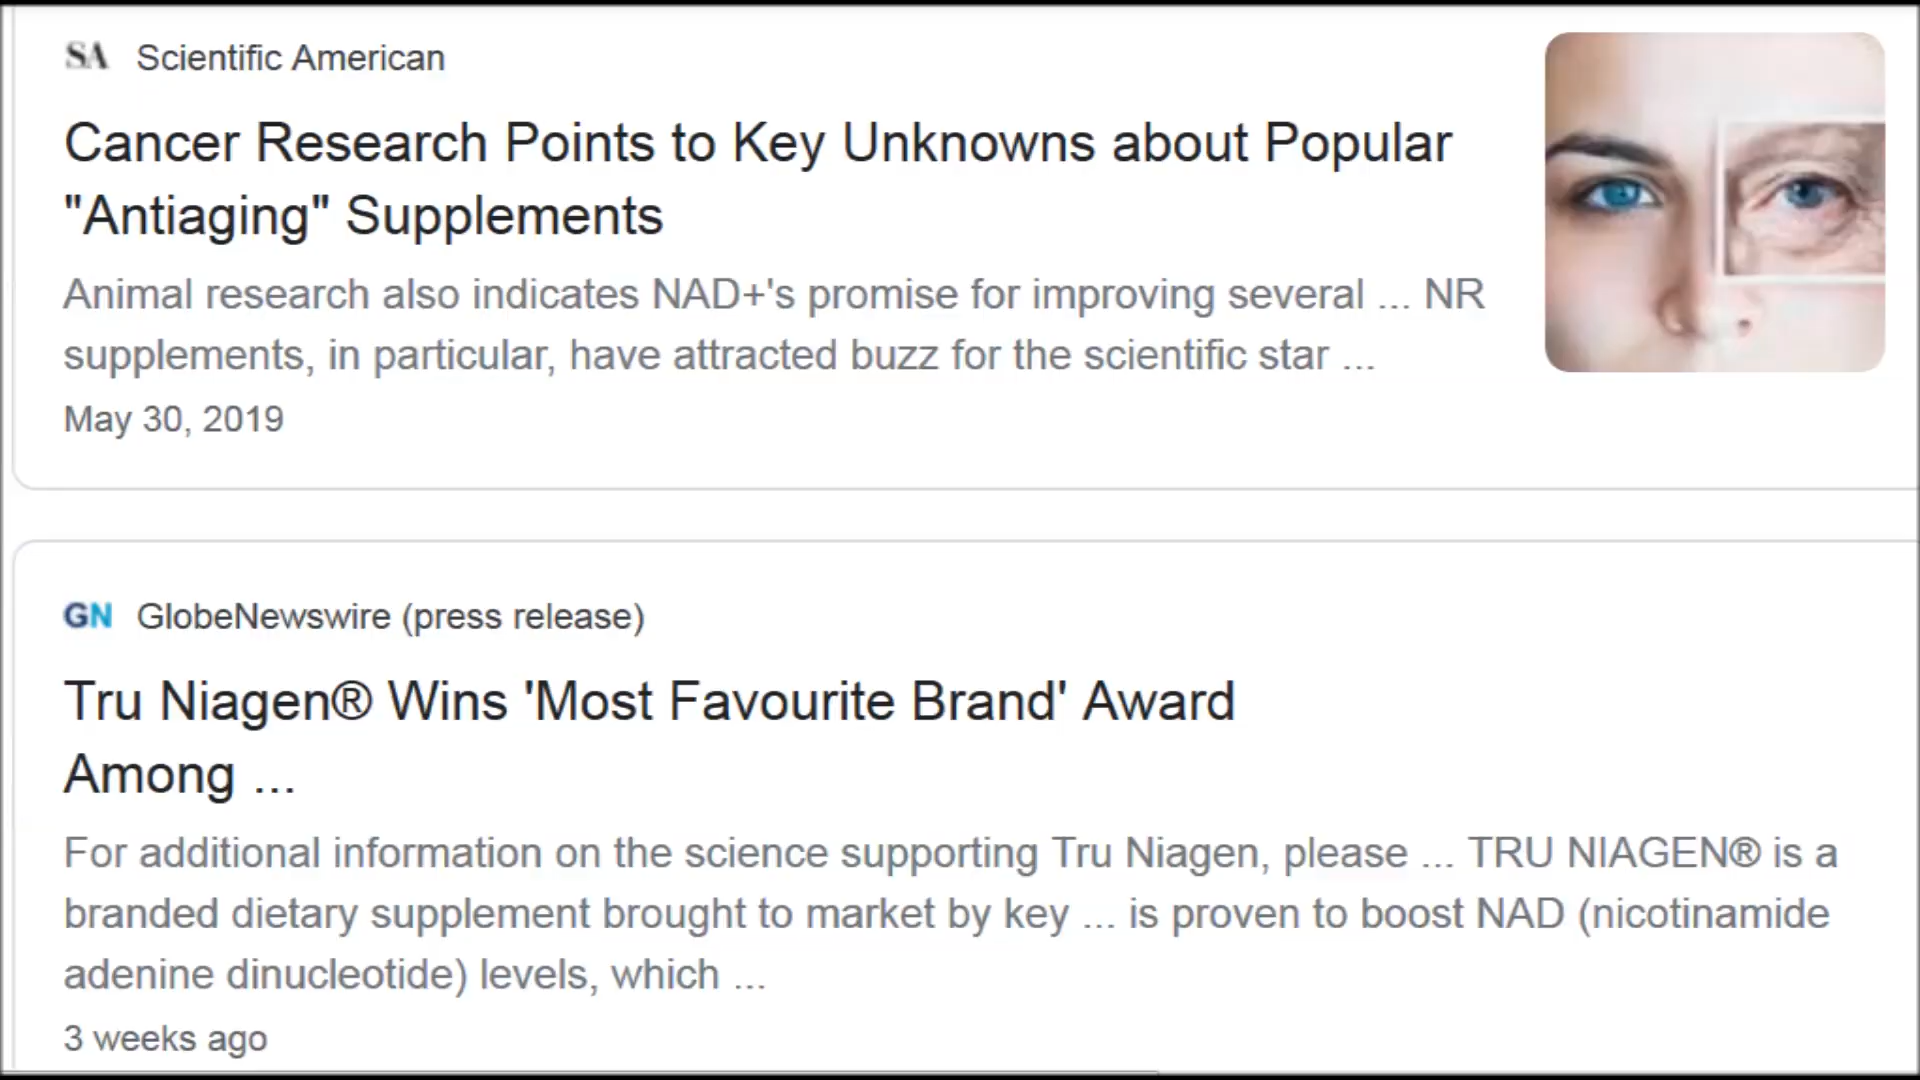 SA Scientific American
Cancer Research Points to Key Unknowns about Popular
"Antiaging" Supplements
Animal research also indicates NAD+'s promise for improving several ... NR
supplements, in particular, have attracted buzz for the scientific star ...
May 30, 2019
GN GlobeNewswire (press release)
Tru Niagen® Wins 'Most Favourite Brand' Award
Among ...
For additional information on the science supporting Tru Niagen, please ... TRU NIAGEN® is a
branded dietary supplement brought to market by key ... is proven to boost NAD (nicotinamide
adenine dinucleotide) levels, which ...
3 weeks ago